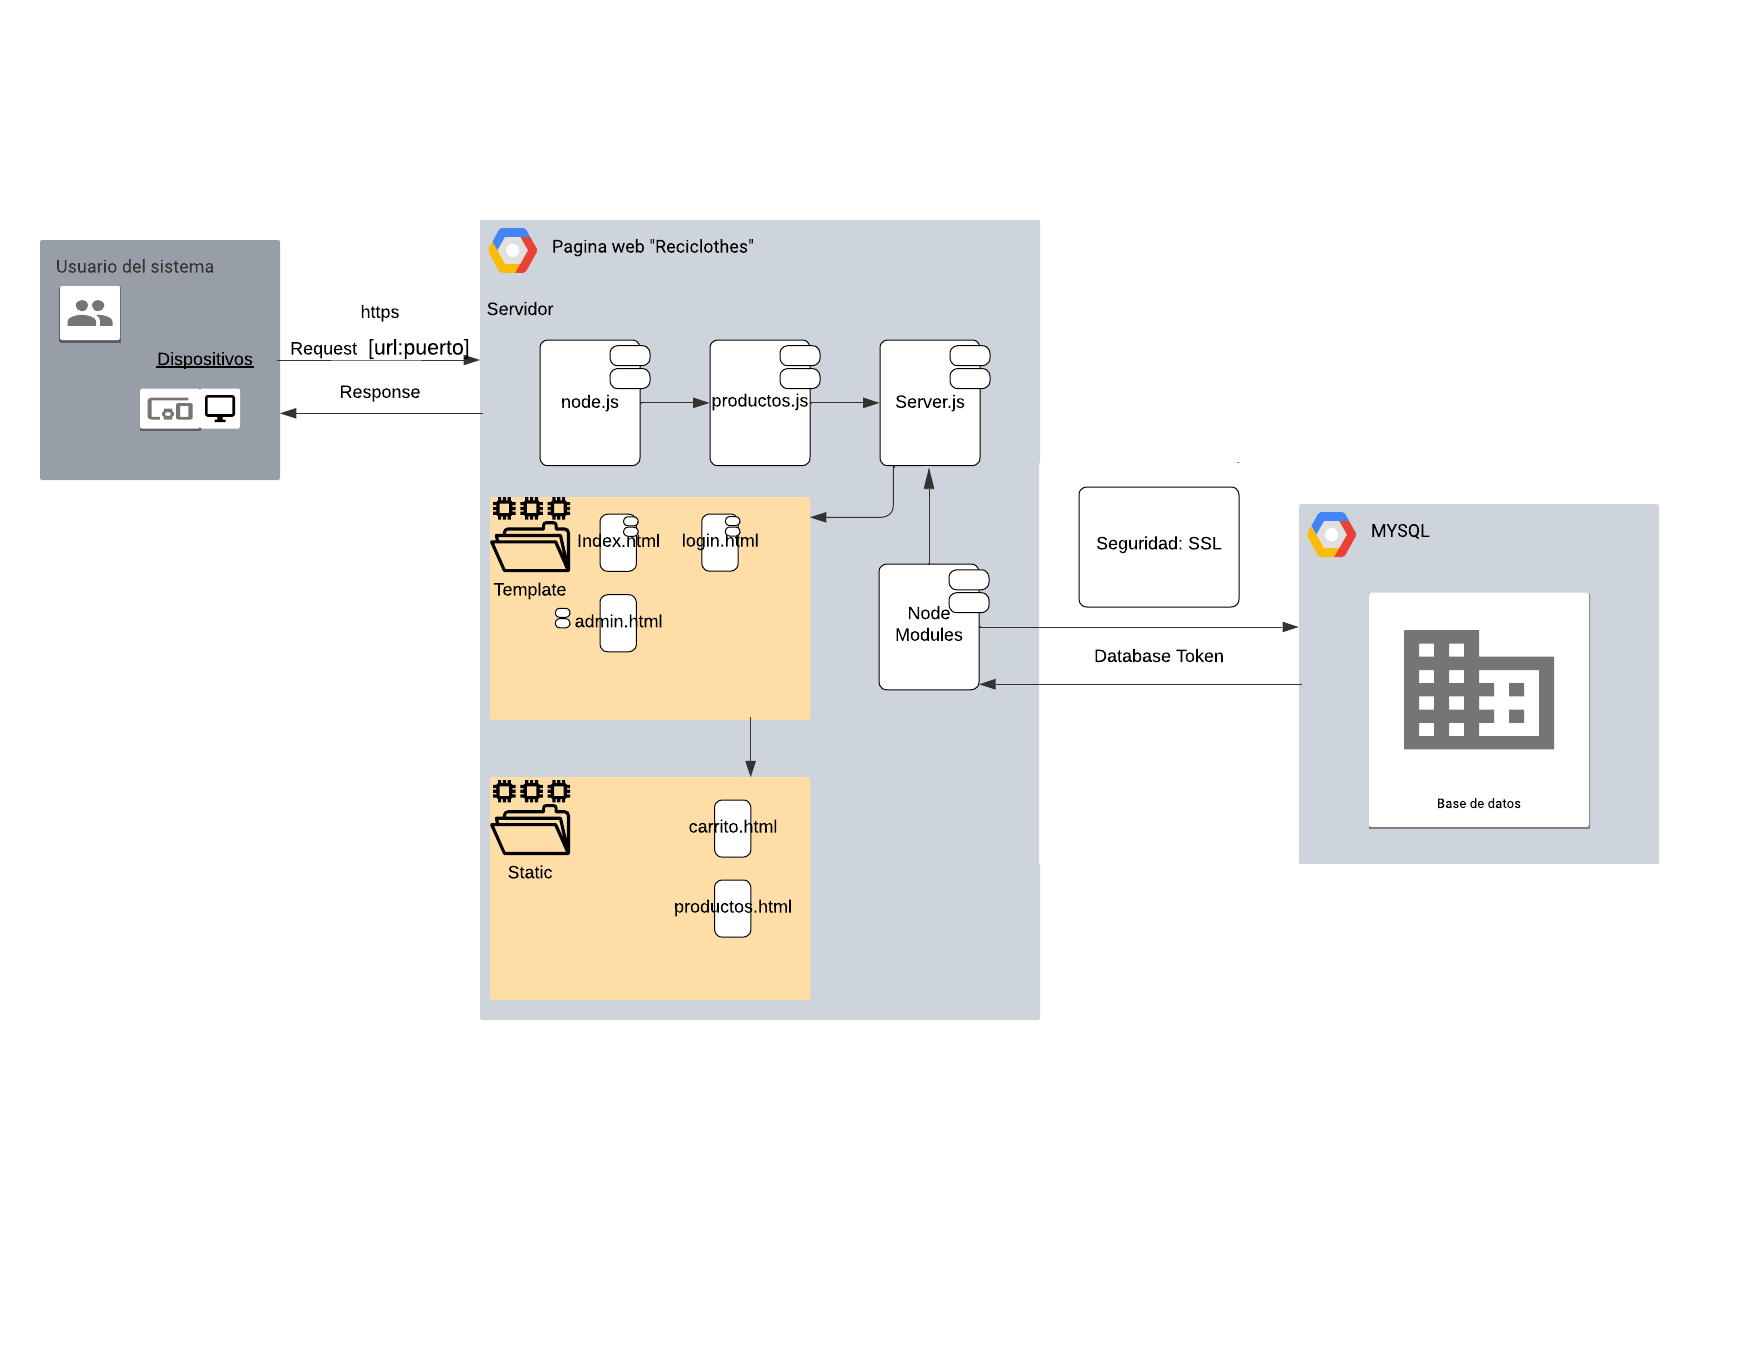 Usuario del sistema
Dispositivos
https
Request [url:puerto]
Response
Pagina web "Reciclothes"
Servidor
node.js
productos.js
Server.js
Index.html
login.html
Template
admin.html
Node
Modules
Static
carrito.html
productos.html
Seguridad: SSL
Database Token
MYSQL
Base de datos